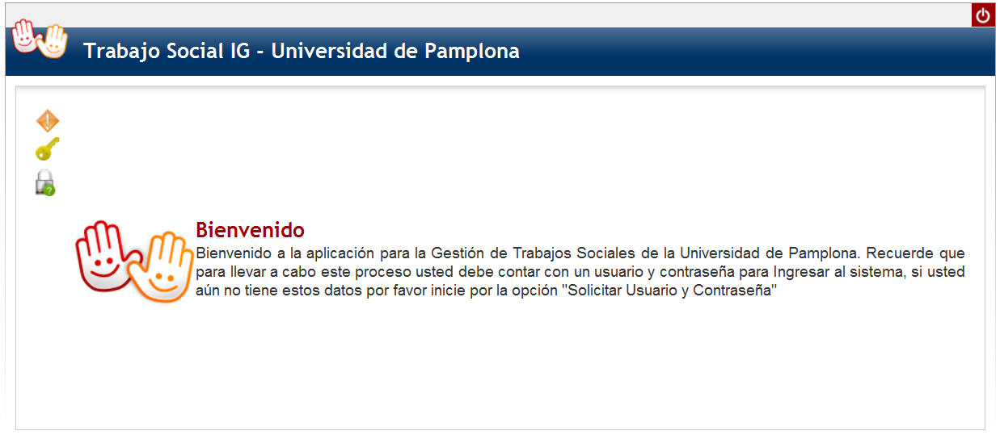 Trabajo Social IG - Universidad de Pamplona
Bienvenido
Bienvenido a la aplicación para la Gestión de Trabajos Sociales de la Universidad de Pamplona. Recuerde que
para llevar a cabo este proceso usted debe contar con un usuario y contraseña para Ingresar al sistema, si usted
aún no tiene estos datos por favor inicie por la opción "Solicitar Usuario y Contraseña"